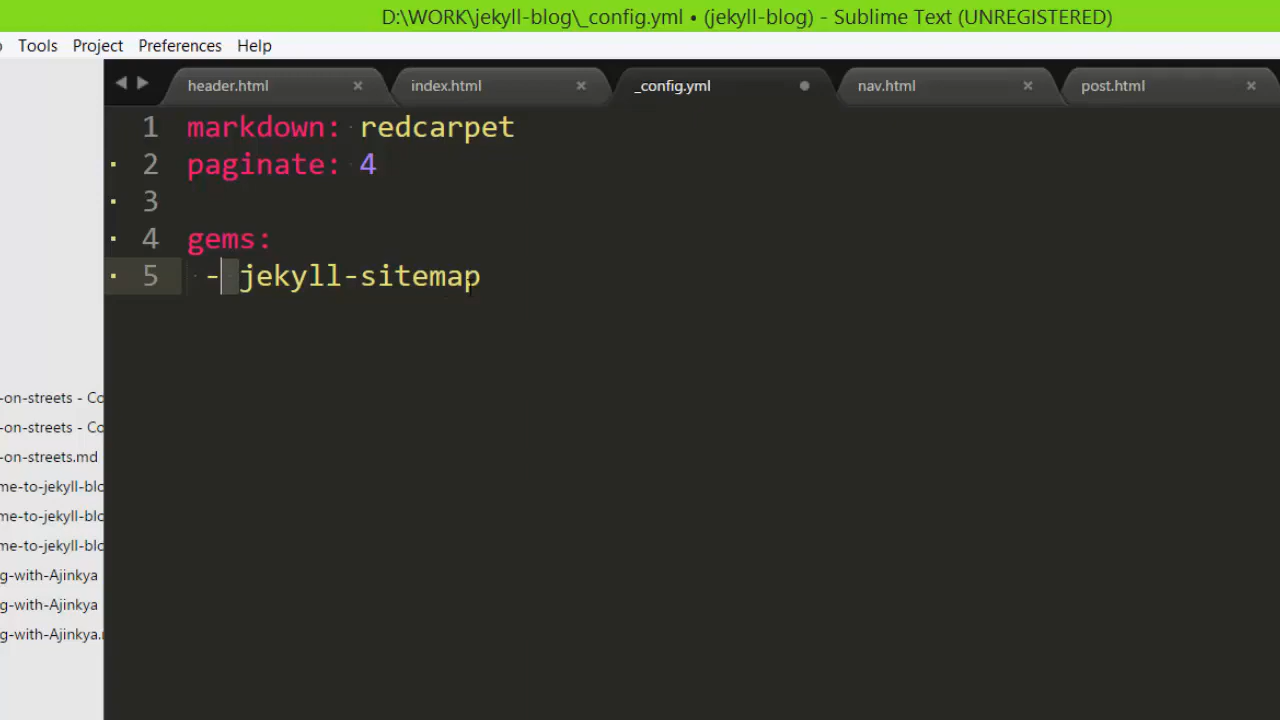 D:\WORK\jekyll-blog\_config.yml • (jekyll-blog) - Sublime Text (UNREGISTERED)
Tools Project Preferences Help
header.html index.html _config.yml nav.html post.html
1 markdown: redcarpet
2 paginate: 4
3
4 gems:
5 - jekyll-sitemap
-on-streets - Co
-on-streets - Co
-on-streets.md
me-to-jekyll-blo
me-to-jekyll-blo
me-to-jekyll-blo
g-with-Ajinkya
g-with-Ajinkya
g-with-Ajinkya.